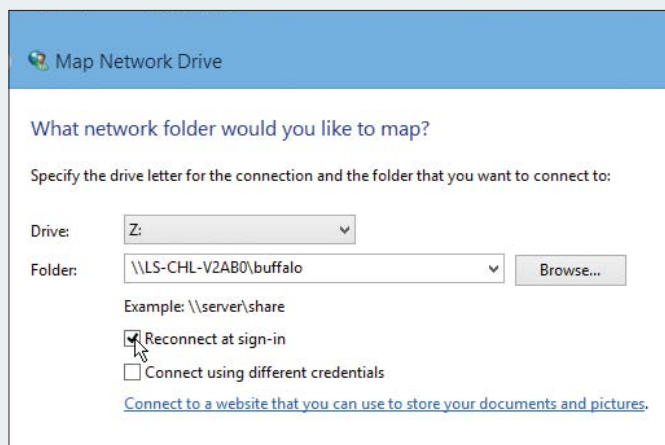 Map Network Drive
What network folder would you like to map?
Specify the drive letter for the connection and the folder that you want to connect to:
Drive: Z:
Folder: \\LS-CHL-V2AB0\buffalo Browse...
Example: \\server\share
Reconnect at sign-in
Connect using different credentials
Connect to a website that you can use to store your documents and pictures.